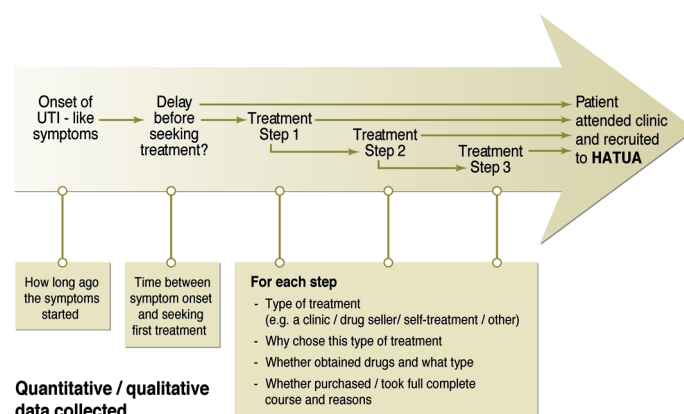 Onset of
UTI - like
symptoms
Delay
before
seeking
treatment?
Treatment
Step 1
Treatment
Step 2
Treatment
Step 3
Patient
attended clinic
and recruited
to HATUA
How long ago
the symptoms
started
Time between
symptom onset
and seeking
first treatment
For each step
- Type of treatment
(e.g. a clinic / drug seller/ self-treatment / other)
- Why chose this type of treatment
- Whether obtained drugs and what type
- Whether purchased / took full complete
course and reasons
Quantitative / qualitative
data collected